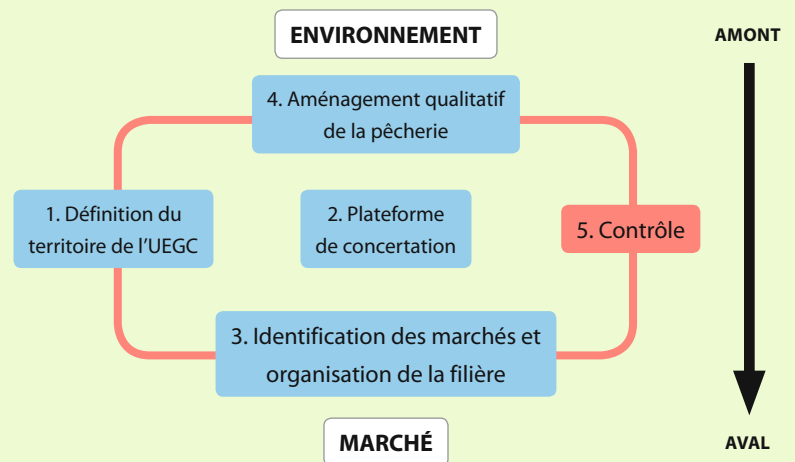 ENVIRONNEMENT
AMONT
4. Aménagement qualitatif
de la pêcherie
1. Définition du
territoire de l’UEGC
2. Plateforme
de concertation
5. Contrôle
3. Identification des marchés et
organisation de la filière
MARCHÉ
AVAL